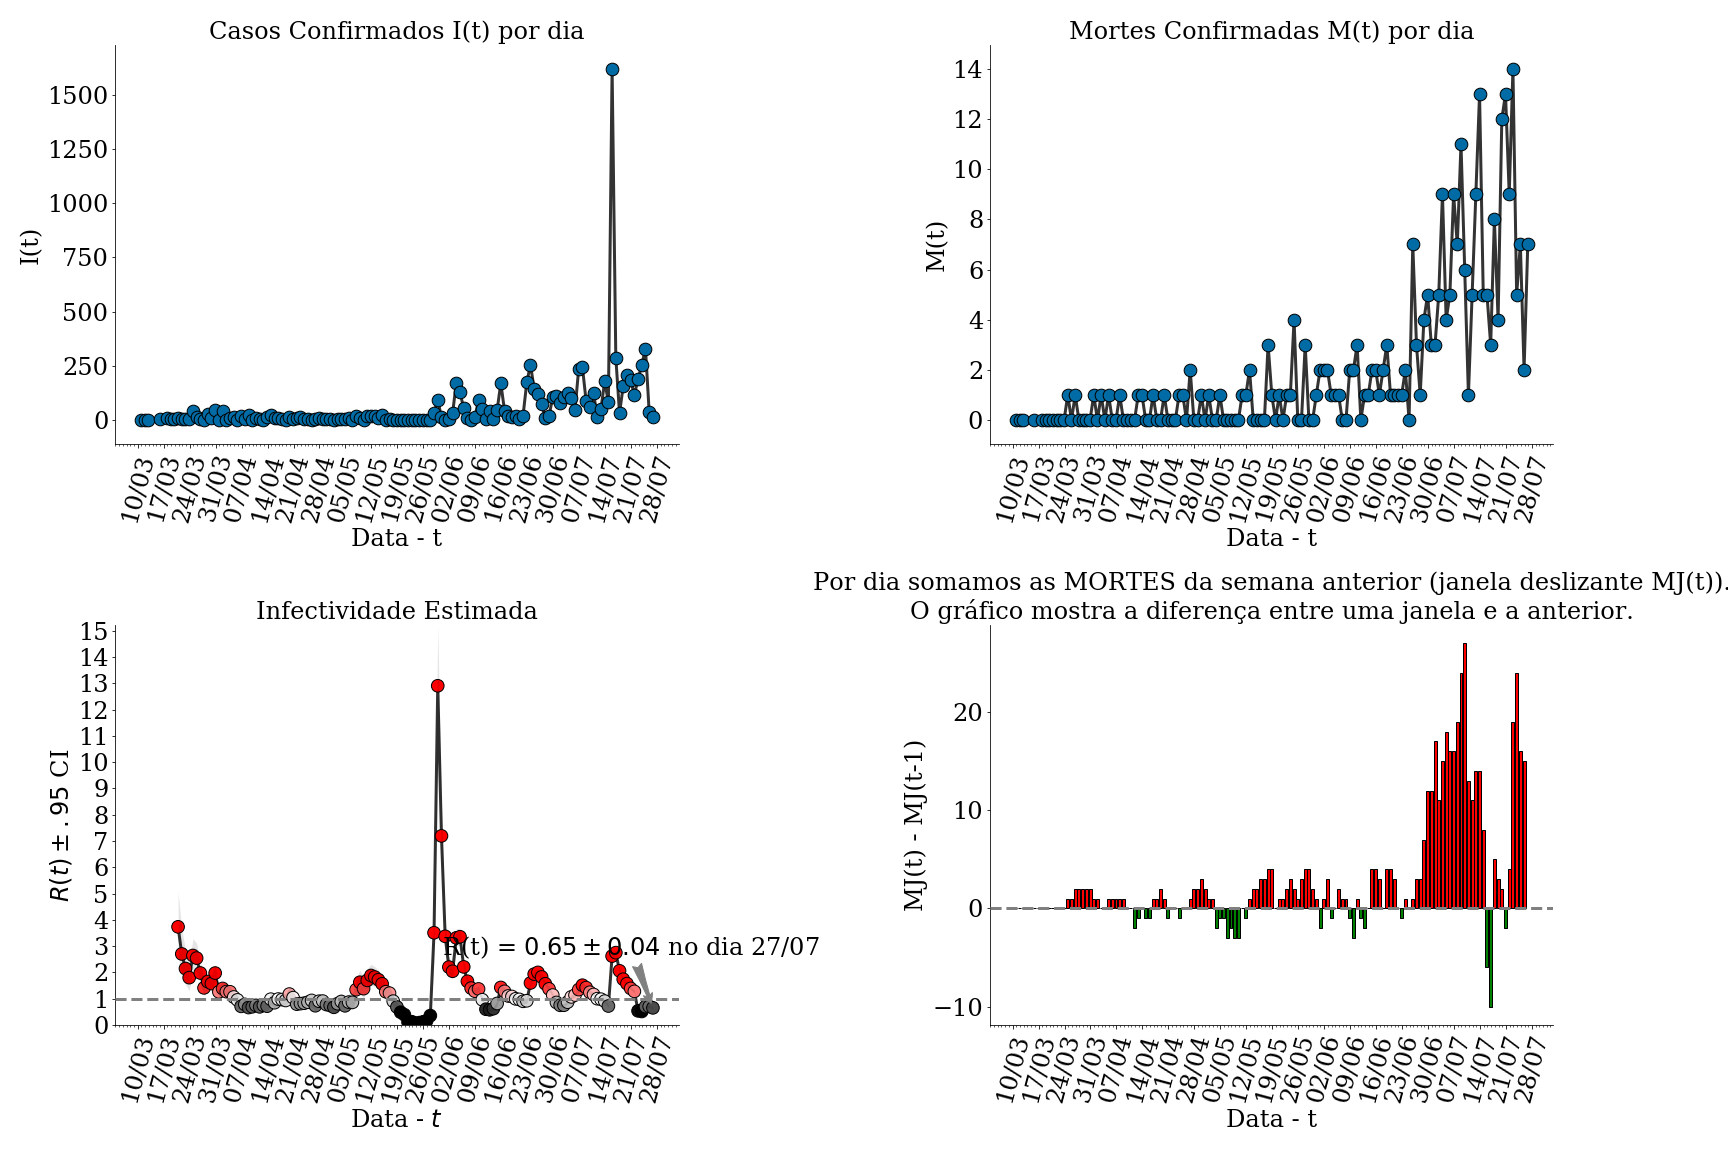 Casos Confirmados I(t) por dia
I(t)
1500
1250
1000
750
500
250
0
10/03 17/03 24/03 31/03 07/04 14/04 21/04 28/04 05/05 12/05 19/05 26/05 02/06 09/06 16/06 23/06 30/06 07/07 14/07 21/07 28/07
Data - t
Mortes Confirmadas M(t) por dia
M(t)
14
12
10
8
6
4
2
0
10/03 17/03 24/03 31/03 07/04 14/04 21/04 28/04 05/05 12/05 19/05 26/05 02/06 09/06 16/06 23/06 30/06 07/07 14/07 21/07 28/07
Data - t
Infectividade Estimada
R(t) ± .95 CI
15
14
13
12
11
10
9
8
7
6
5
4
3
2
1
0
R(t) = 0.65 ± 0.04 no dia 27/07
10/03 17/03 24/03 31/03 07/04 14/04 21/04 28/04 05/05 12/05 19/05 26/05 02/06 09/06 16/06 23/06 30/06 07/07 14/07 21/07 28/07
Data - t
Por dia somamos as MORTES da semana anterior (janela deslizante MJ(t)).
O gráfico mostra a diferença entre uma janela e a anterior.
MJ(t) - MJ(t-1)
20
10
0
−10
10/03 17/03 24/03 31/03 07/04 14/04 21/04 28/04 05/05 12/05 19/05 26/05 02/06 09/06 16/06 23/06 30/06 07/07 14/07 21/07 28/07
Data - t